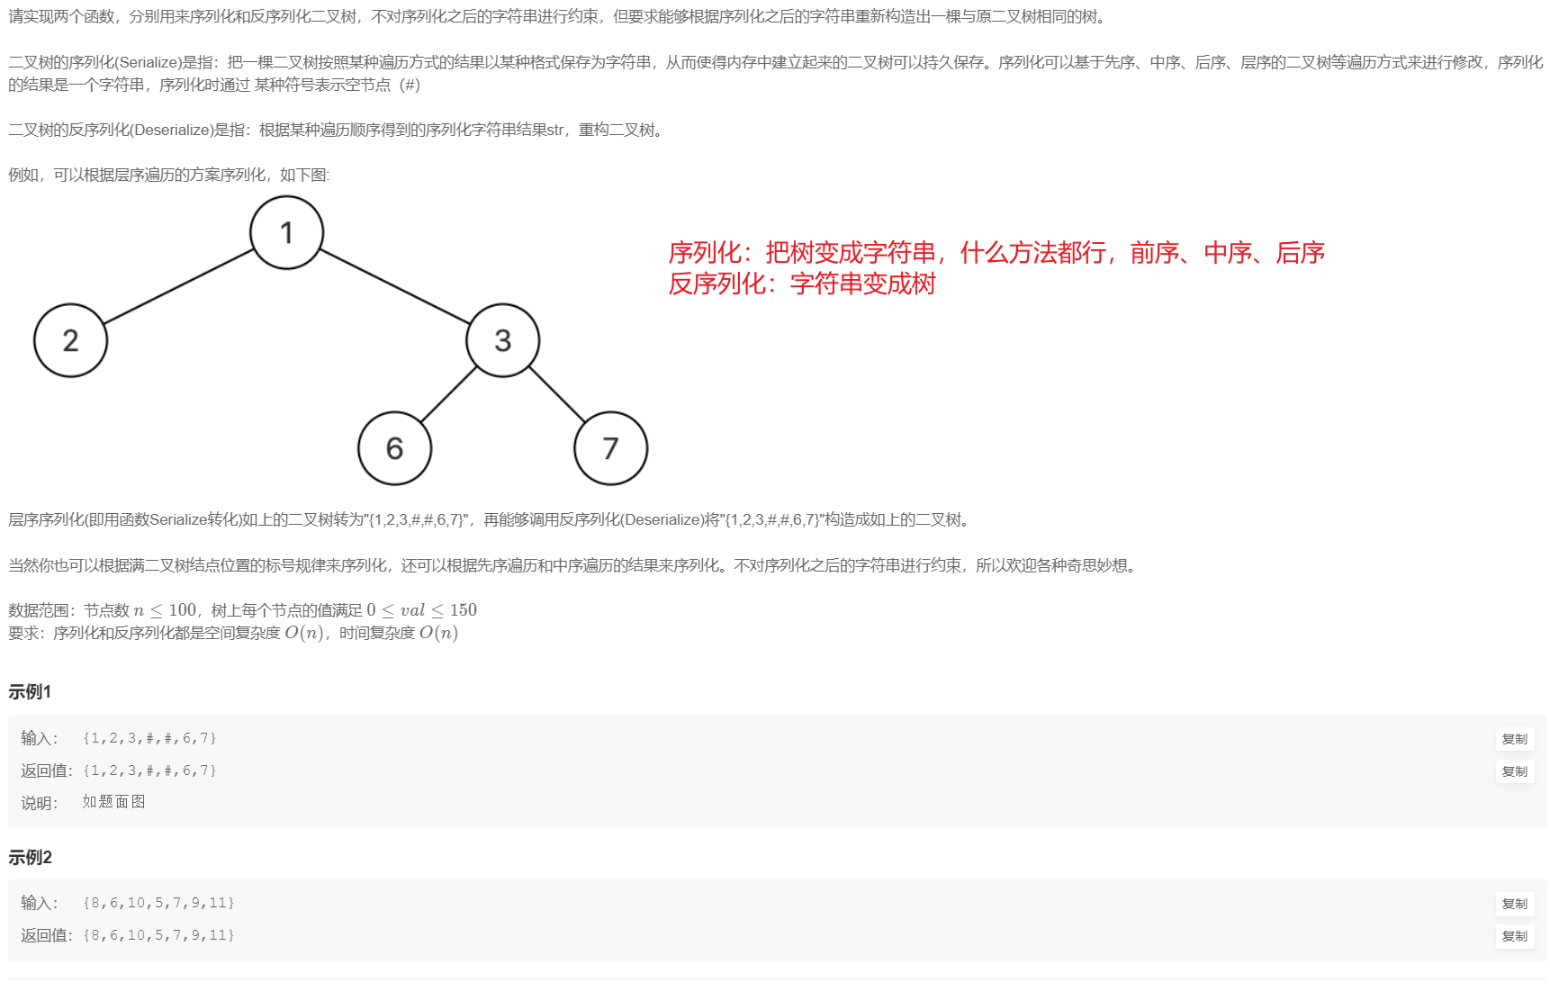 请实现两个函数，分别用来序列化和反序列化二叉树，不对序列化之后的字符串进行约束，但要求能够根据序列化之后的字符串重新构造出一棵与原二叉树相同的树。
二叉树的序列化(Serialize)是指：把一棵二叉树按照某种遍历方式的结果以某种格式保存为字符串，从而使得内存中建立起来的二叉树可以持久保存。序列化可以基于先序、中序、后序、层序的二叉树等遍历方式来进行修改，序列化
的结果是一个字符串，序列化时通过 某种符号表示空节点（#）
二叉树的反序列化(Deserialize)是指：根据某种遍历顺序得到的序列化字符串结果str，重构二叉树。
例如，可以根据层序遍历的方案序列化，如下图:
1
序列化：把树变成字符串，什么方法都行，前序、中序、后序
反序列化：字符串变成树
2
3
6
7
层序序列化(即用函数Serialize转化)如上的二叉树转为"{1,2,3,#,#,6,7}"，再能够调用反序列化(Deserialize)将"{1,2,3,#,#,6,7}"构造成如上的二叉树。
当然你也可以根据满二叉树结点位置的标号规律来序列化，还可以根据先序遍历和中序遍历的结果来序列化。不对序列化之后的字符串进行约束，所以欢迎各种奇思妙想。
数据范围：节点数 n ≤ 100，树上每个节点的值满足 0 ≤ val ≤ 150
要求：序列化和反序列化都是空间复杂度 O(n)，时间复杂度 O(n)
示例1
输入： {1,2,3,#,#,6,7} 复制
返回值： {1,2,3,#,#,6,7} 复制
说明： 如题面图
示例2
输入： {8,6,10,5,7,9,11} 复制
返回值： {8,6,10,5,7,9,11} 复制